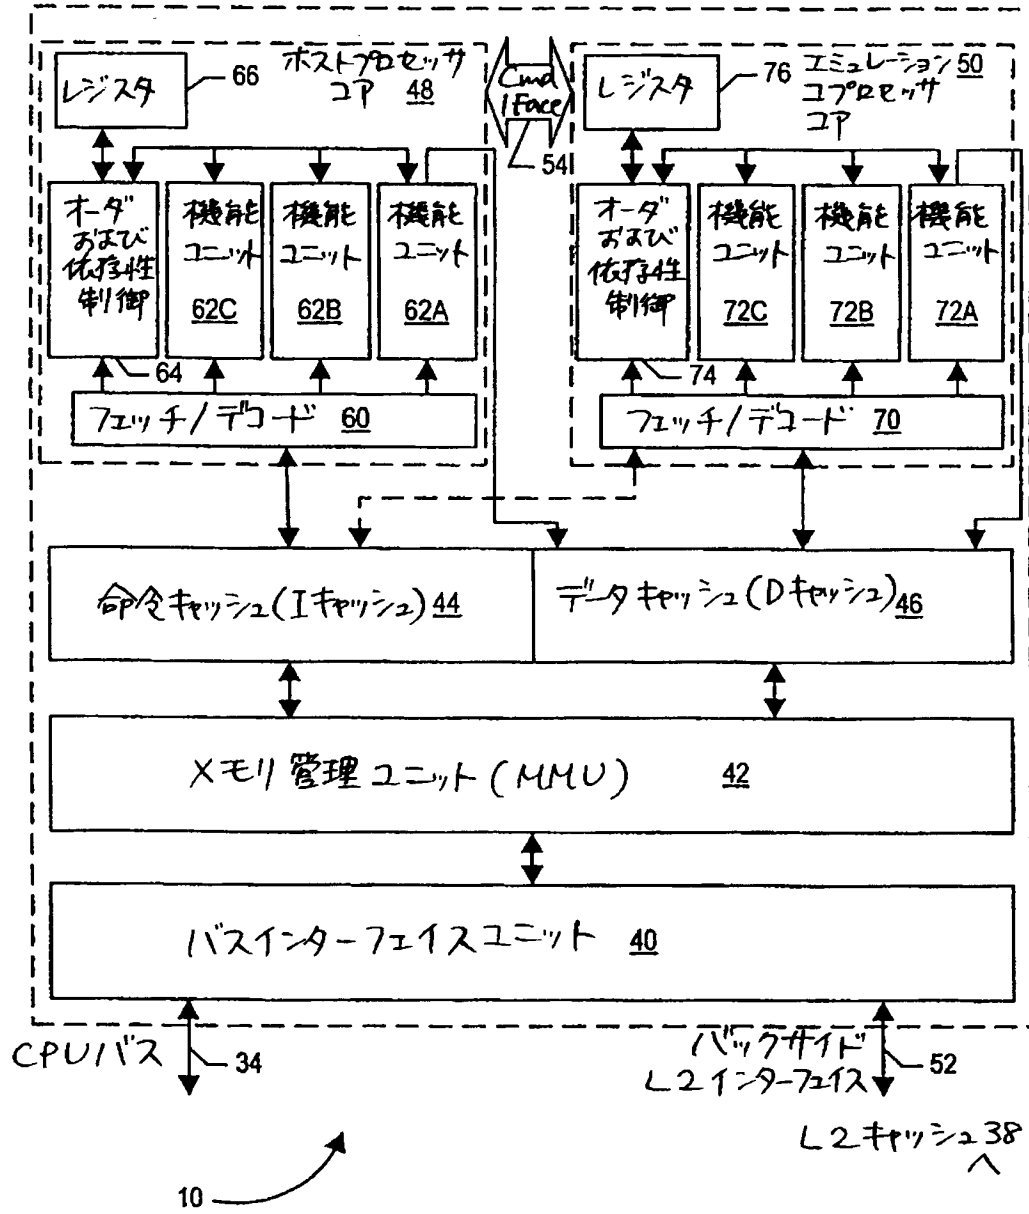 レジスタ
66
ホストプロセッサ
コア 48
Cmd
IFace
54
レジスタ
76
エミュレーション 50
コプロセッサ
コア
オーダ
および
依存性
制御
機能
ユニット
62C
機能
ユニット
62B
機能
ユニット
62A
64
フェッチ/デコード 60
オーダ
および
依存性
制御
機能
ユニット
72C
機能
ユニット
72B
機能
ユニット
72A
74
フェッチ/デコード 70
命令キャッシュ(Iキャッシュ) 44
データキャッシュ(Dキャッシュ) 46
メモリ管理ユニット(MMU) 42
バスインターフェイスユニット 40
CPUバス
34
バックサイド
L2インターフェイス
52
L2キャッシュ38
へ
10